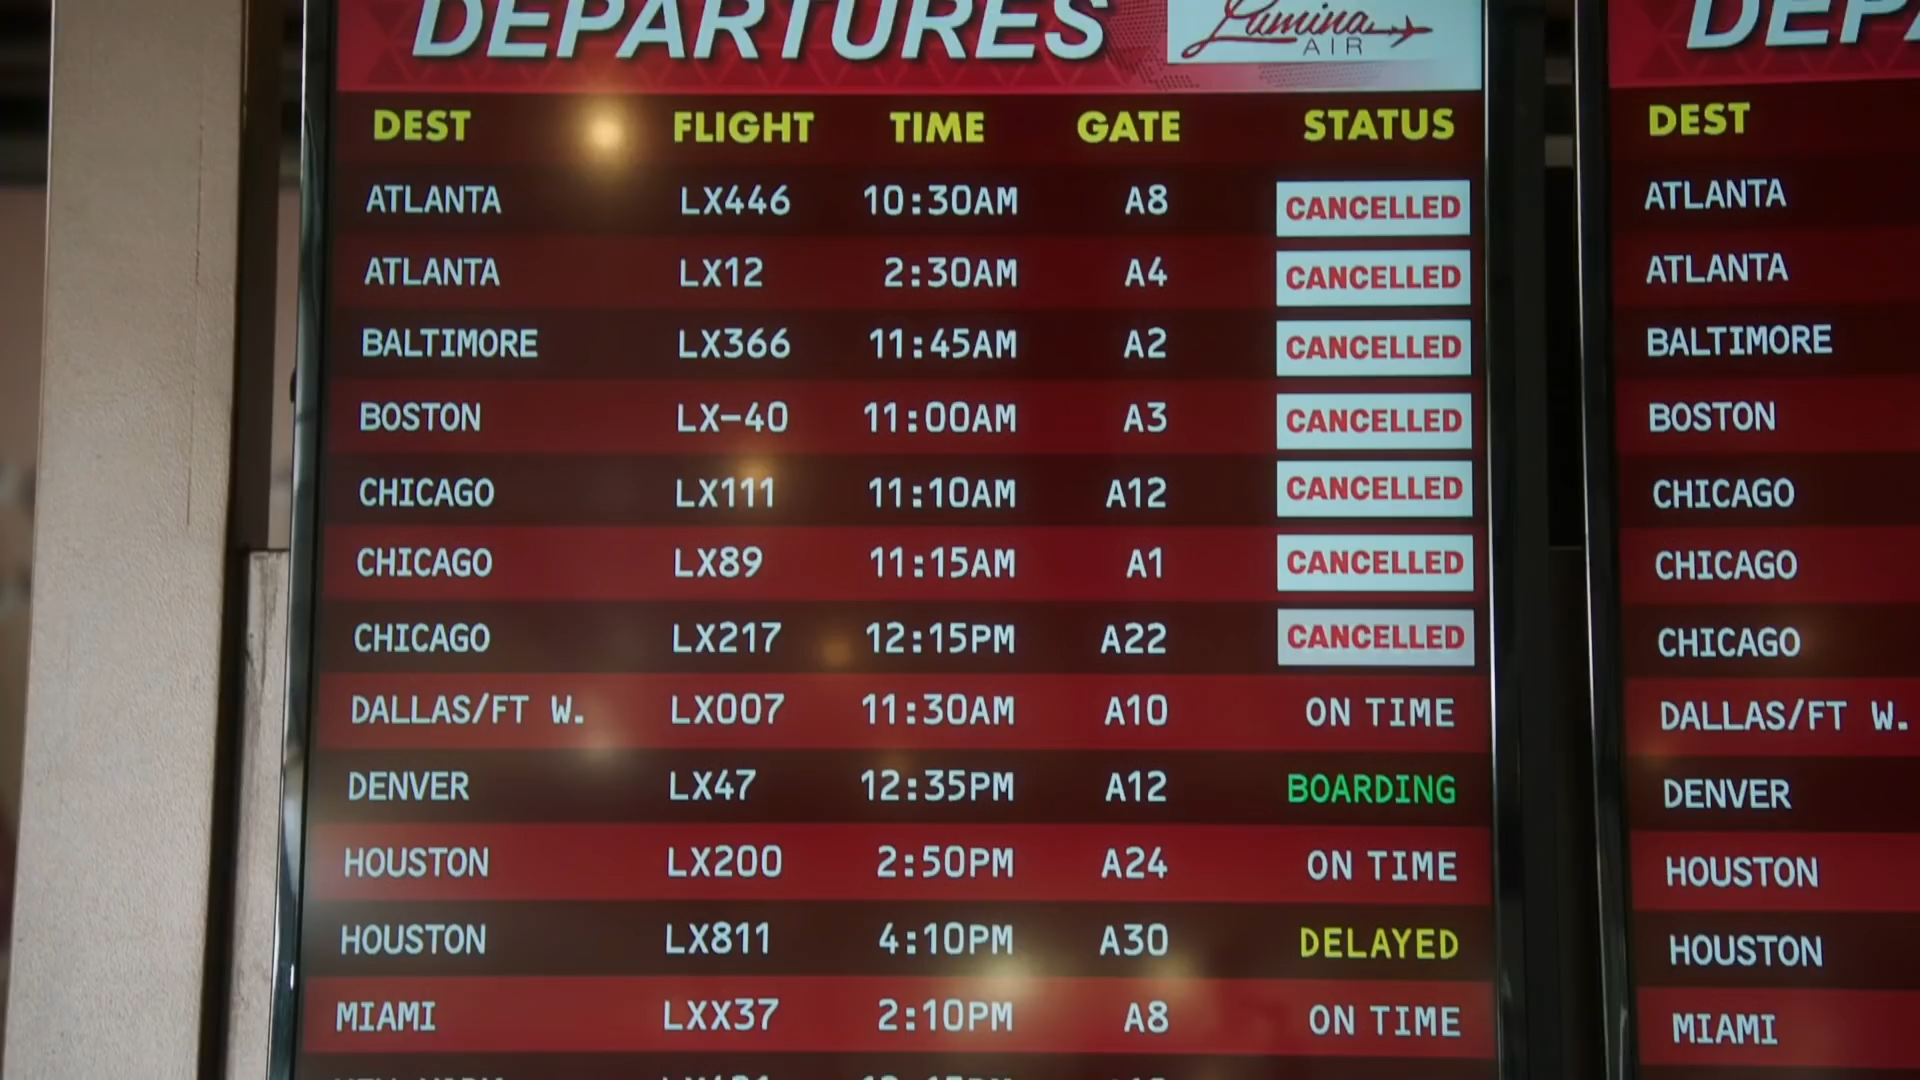 DEPARTURES Lumina AIR
DEST FLIGHT TIME GATE STATUS
ATLANTA LX446 10:30AM A8 CANCELLED
ATLANTA LX12 2:30AM A4 CANCELLED
BALTIMORE LX366 11:45AM A2 CANCELLED
BOSTON LX-40 11:00AM A3 CANCELLED
CHICAGO LX111 11:10AM A12 CANCELLED
CHICAGO LX89 11:15AM A1 CANCELLED
CHICAGO LX217 12:15PM A22 CANCELLED
DALLAS/FT W. LX007 11:30AM A10 ON TIME
DENVER LX47 12:35PM A12 BOARDING
HOUSTON LX200 2:50PM A24 ON TIME
HOUSTON LX811 4:10PM A30 DELAYED
MIAMI LXX37 2:10PM A8 ON TIME
DEST
ATLANTA
ATLANTA
BALTIMORE
BOSTON
CHICAGO
CHICAGO
CHICAGO
DALLAS/FT W.
DENVER
HOUSTON
HOUSTON
MIAMI